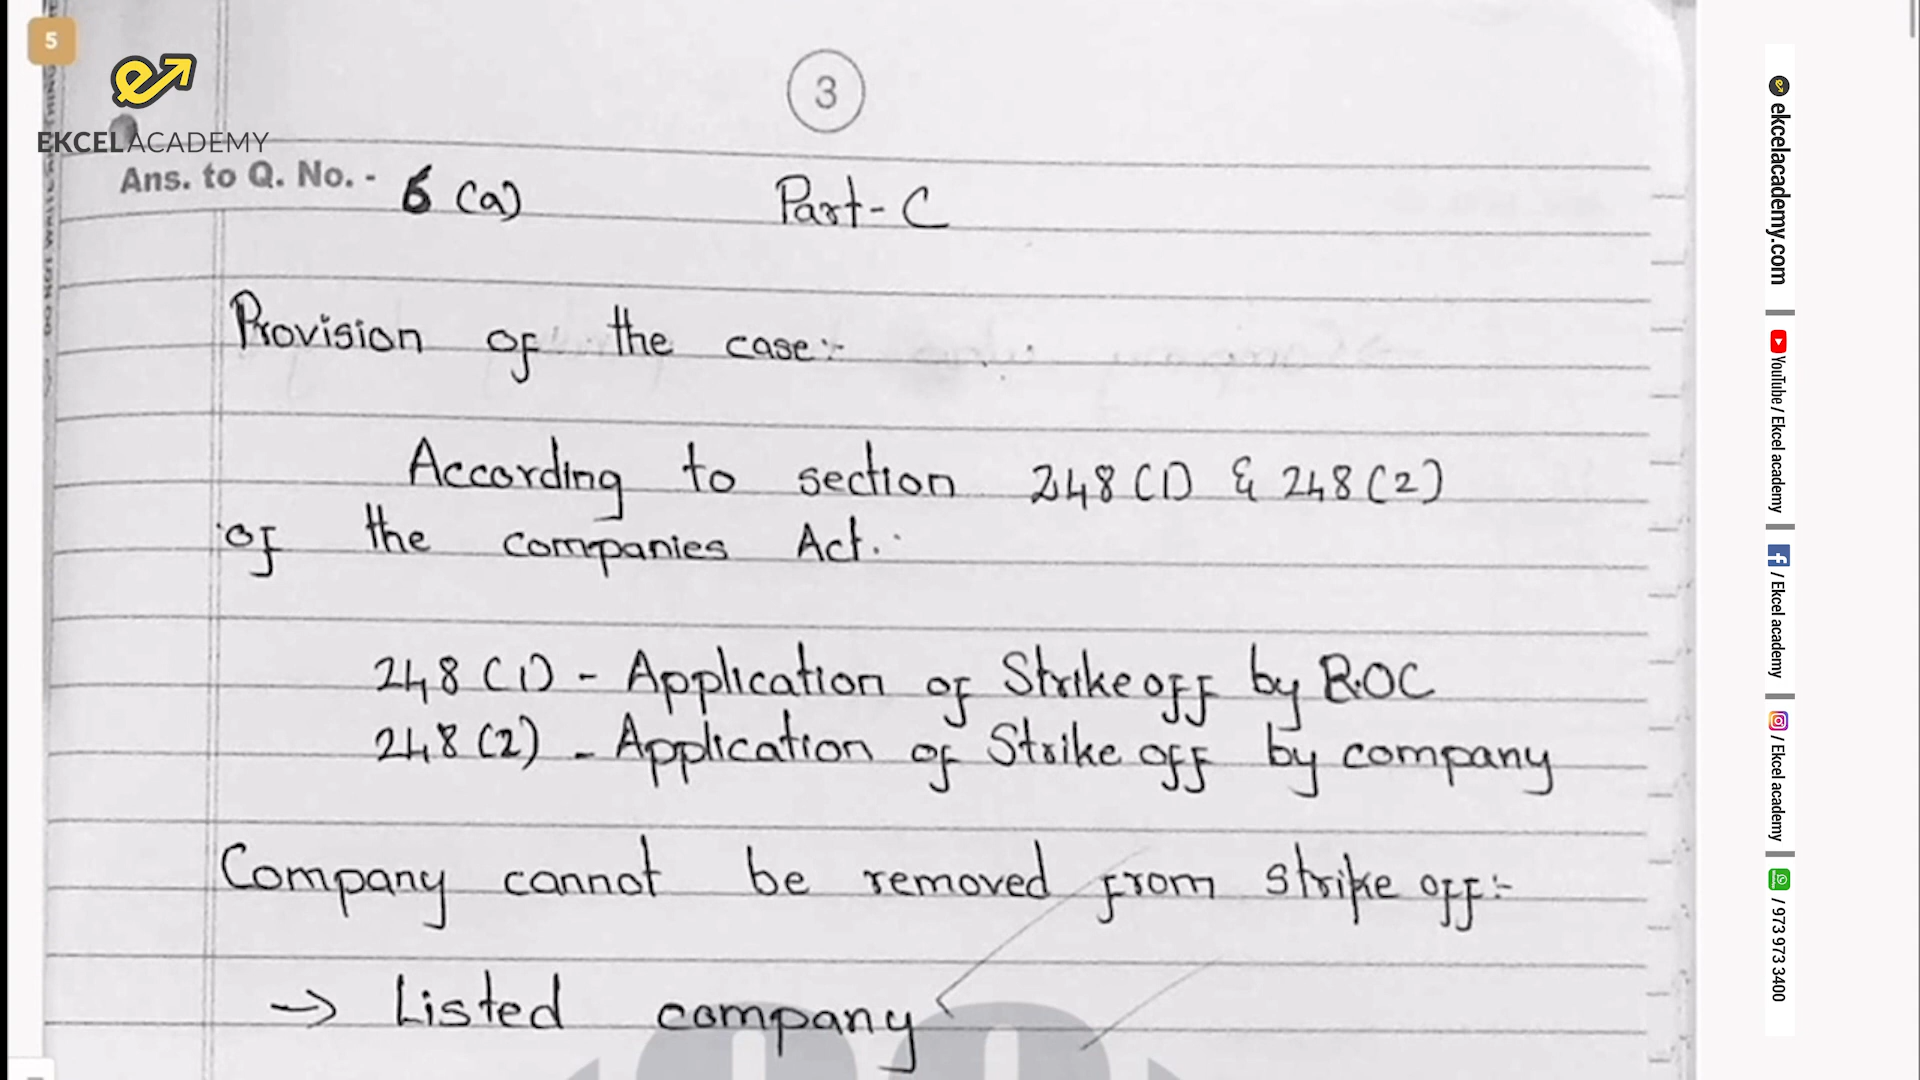 5
EKCELACADEMY
3
Ans. to Q. No. - 6 (a) Part- C
Provision of the case:-
According to section 248 (1) & 248 (2)
of the companies Act.
248 (1) - Application of Strike off by ROC
248 (2) - Application of Strike off by company
Company cannot be removed from strike off:-
-> Listed company
ekcelacademy.com
YouTube / Ekcel academy
/ Ekcel academy
/ Ekcel academy
/ 973 973 3400